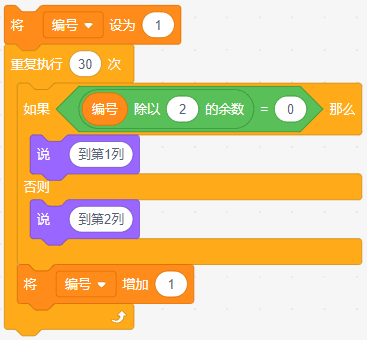 将 编号 设为 1
重复执行 30 次
如果 编号 除以 2 的余数 = 0 那么
说 到第1列
否则
说 到第2列
将 编号 增加 1